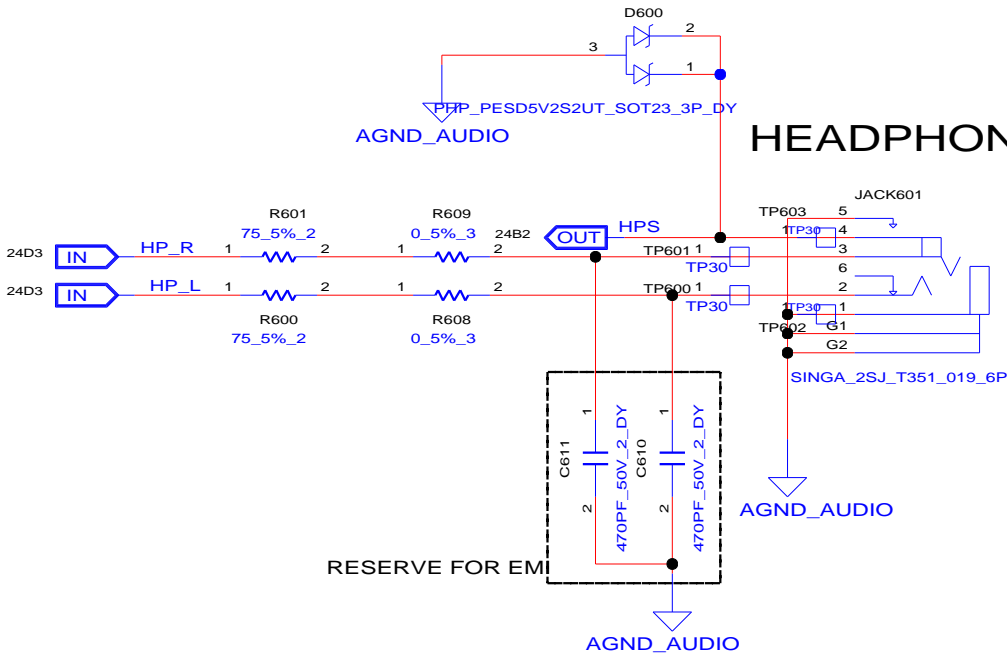 D600
3
2
1
PHP_PESD5V2S2UT_SOT23_3P_DY
AGND_AUDIO
HEADPHON
JACK601
R601
75_5%_2
R609
0_5%_3
24B2
OUT
HPS
TP603
5
1
TP30
4
24D3
IN
HP_R
1
2
1
2
TP601
1
TP30
3
6
24D3
IN
HP_L
1
2
1
2
TP600
1
TP30
2
R600
75_5%_2
R608
0_5%_3
TP30
1
1
TP602
G1
G2
SINGA_2SJ_T351_019_6P
C611
1
2
470PF_50V_2_DY
C610
1
2
470PF_50V_2_DY
AGND_AUDIO
RESERVE FOR EM
AGND_AUDIO